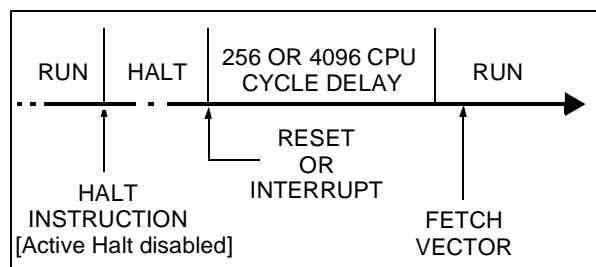 RUN
HALT
256 OR 4096 CPU
CYCLE DELAY
RUN
HALT
INSTRUCTION
[Active Halt disabled]
RESET
OR
INTERRUPT
FETCH
VECTOR